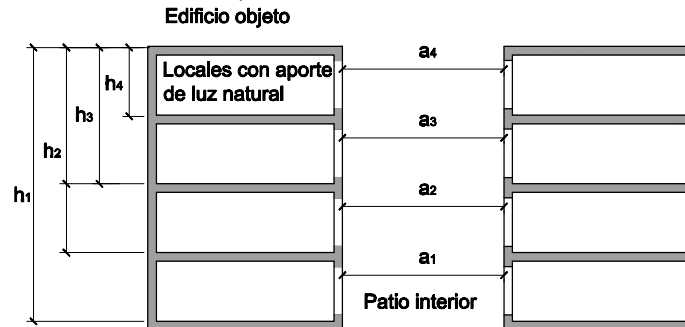 Edificio objeto
a4
Locales con aporte
de luz natural
h4
h3
a3
h2
a2
h1
a1
Patio interior